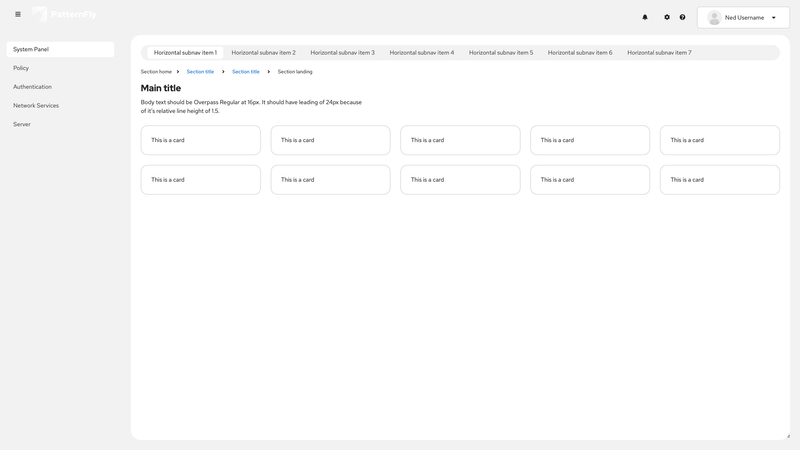 PatternFly
Ned Username
System Panel
Policy
Authentication
Network Services
Server
Horizontal subnav item 1
Horizontal subnav item 2
Horizontal subnav item 3
Horizontal subnav item 4
Horizontal subnav item 5
Horizontal subnav item 6
Horizontal subnav item 7
Section home
Section title
Section title
Section landing
Main title
Body text should be Overpass Regular at 16px. It should have leading of 24px because
of it's relative line height of 1.5.
This is a card
This is a card
This is a card
This is a card
This is a card
This is a card
This is a card
This is a card
This is a card
This is a card